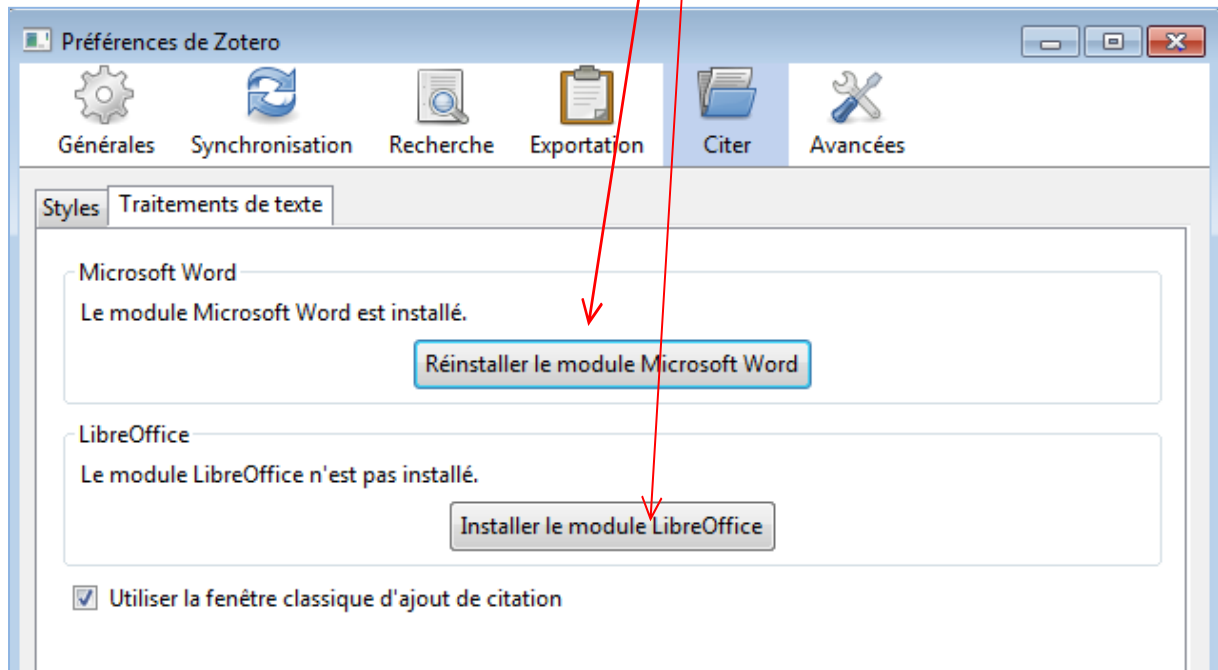 Préférences de Zotero
Générales Synchronisation Recherche Exportation Citer Avancées
Styles Traitements de texte
Microsoft Word
Le module Microsoft Word est installé.
Réinstaller le module Microsoft Word
LibreOffice
Le module LibreOffice n'est pas installé.
Installer le module LibreOffice
Utiliser la fenêtre classique d'ajout de citation